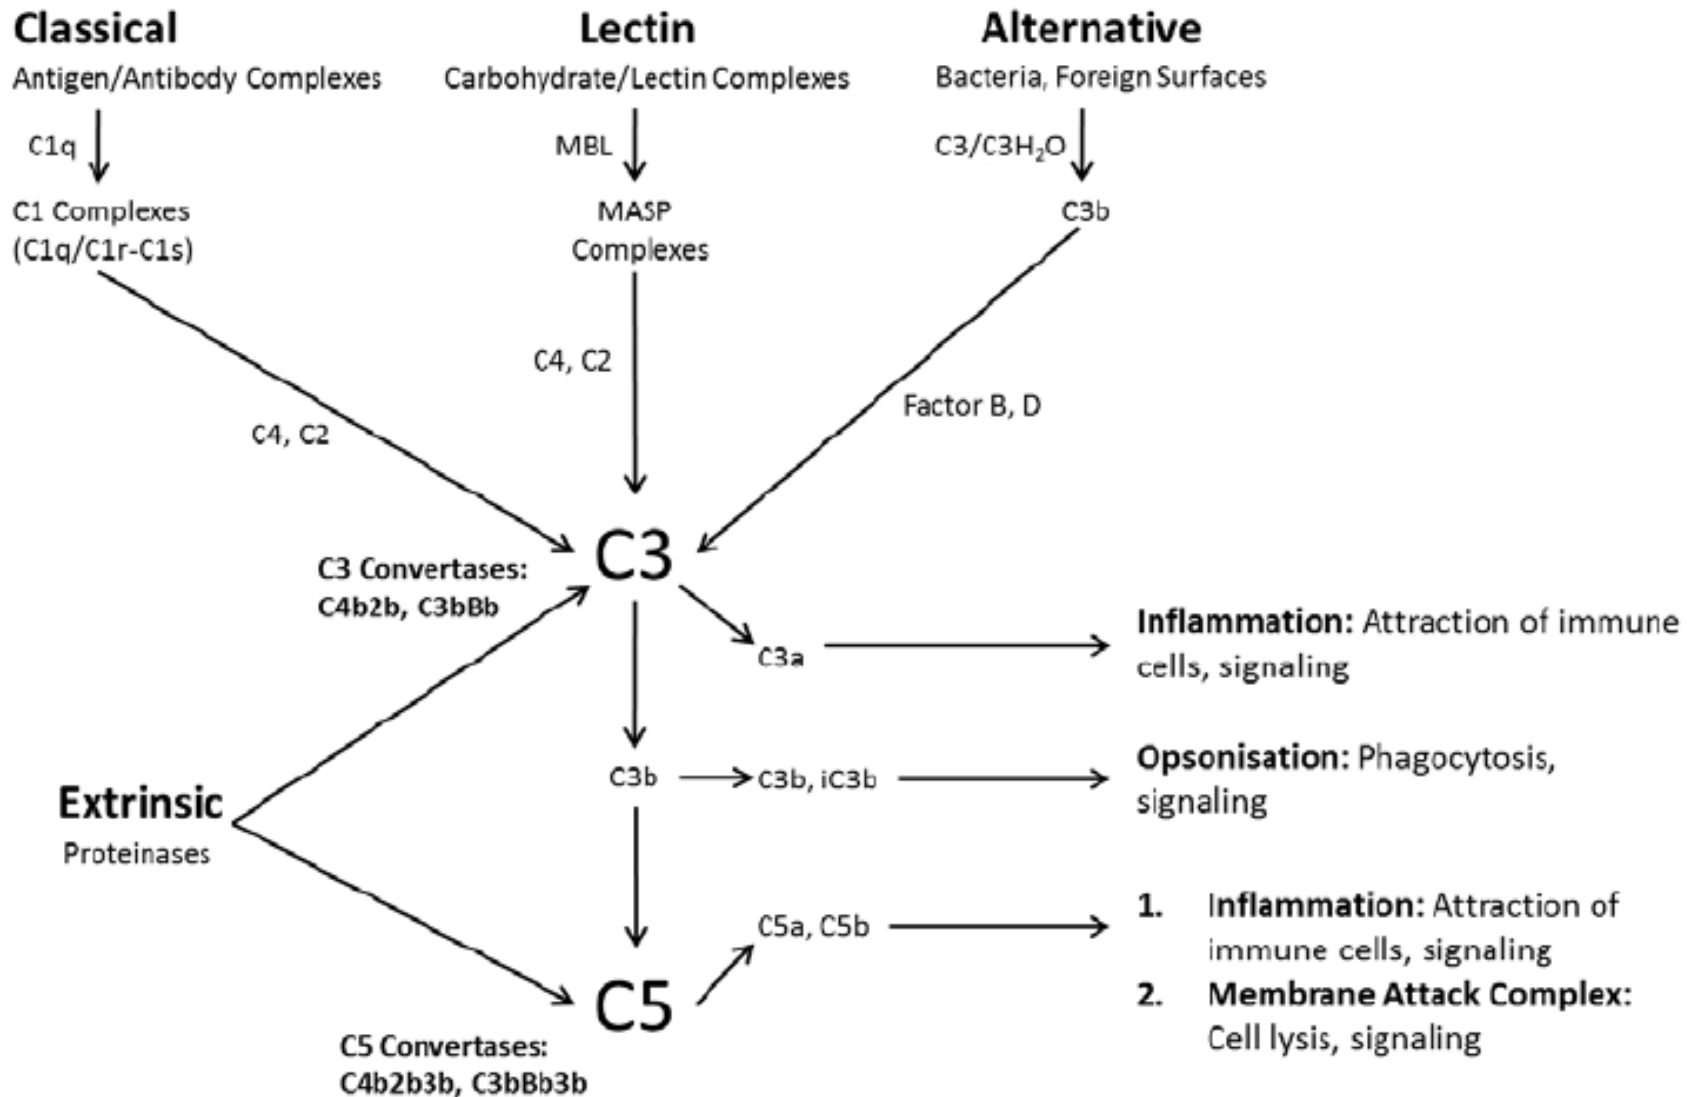 Classical
Antigen/Antibody Complexes
C1q
C1 Complexes
(C1q/C1r-C1s)
C4, C2
Lectin
Carbohydrate/Lectin Complexes
MBL
MASP
Complexes
C4, C2
Alternative
Bacteria, Foreign Surfaces
C3/C3H₂O
C3b
Factor B, D
C3
C3 Convertases:
C4b2b, C3bBb
C3a
Inflammation: Attraction of immune
cells, signaling
C3b
C3b, iC3b
Opsonisation: Phagocytosis,
signaling
Extrinsic
Proteinases
C5
C5 Convertases:
C4b2b3b, C3bBb3b
C5a, C5b
1. Inflammation: Attraction of
immune cells, signaling
2. Membrane Attack Complex:
Cell lysis, signaling